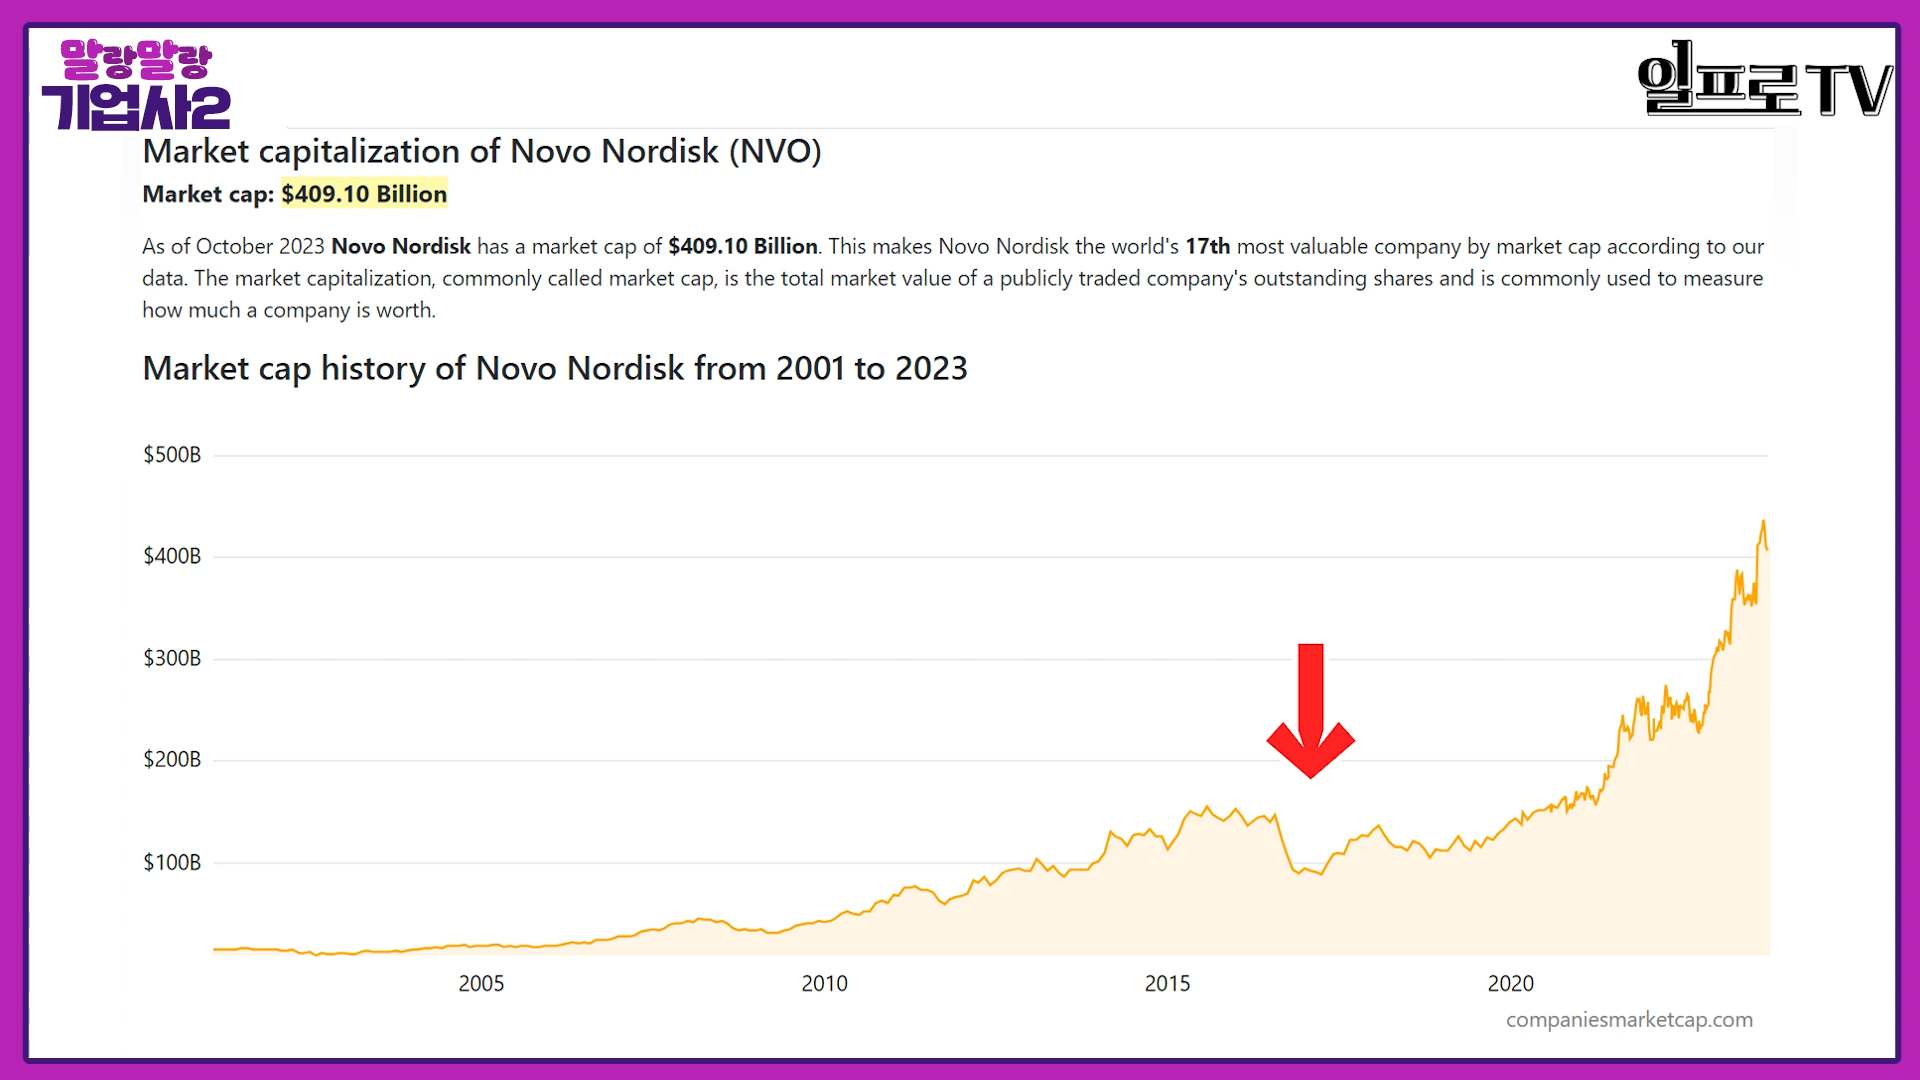 말랑말랑
기업사2
일프로TV
Market capitalization of Novo Nordisk (NVO)
Market cap: $409.10 Billion
As of October 2023 Novo Nordisk has a market cap of $409.10 Billion. This makes Novo Nordisk the world's 17th most valuable company by market cap according to our
data. The market capitalization, commonly called market cap, is the total market value of a publicly traded company's outstanding shares and is commonly used to measure
how much a company is worth.
Market cap history of Novo Nordisk from 2001 to 2023
$500B
$400B
$300B
$200B
$100B
2005 2010 2015 2020
companiesmarketcap.com